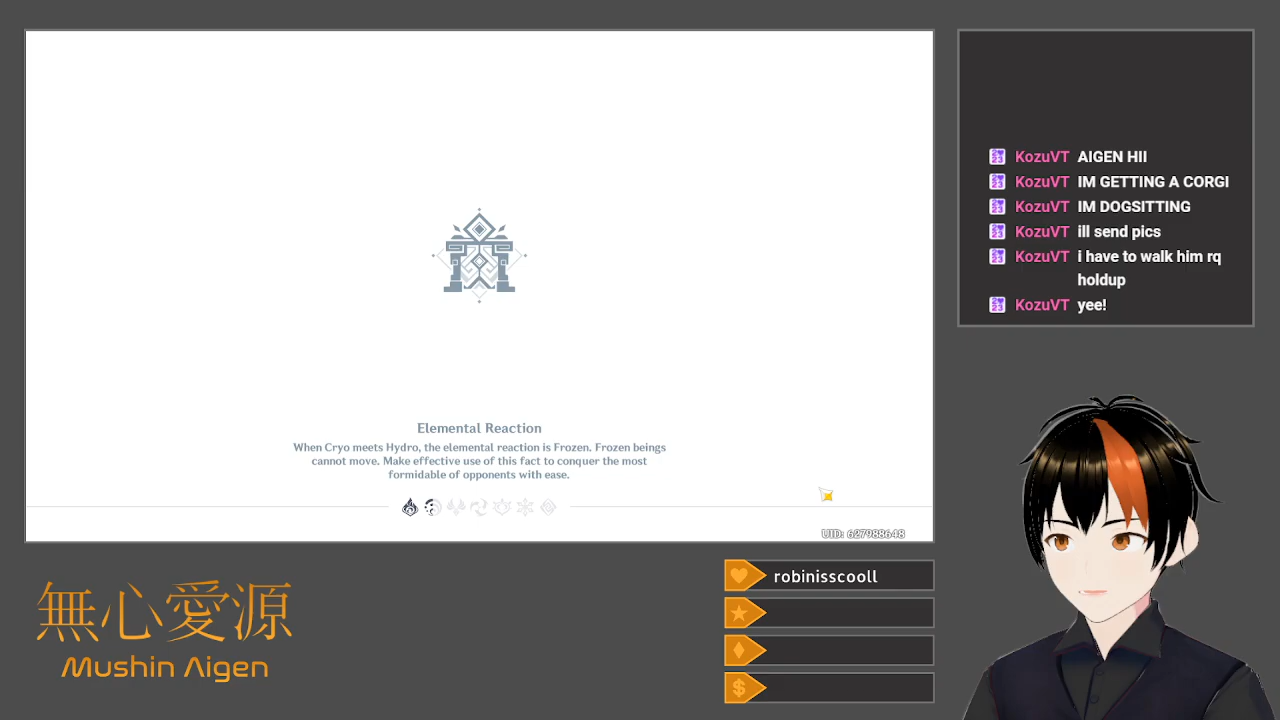 Elemental Reaction
When Cryo meets Hydro, the elemental reaction is Frozen. Frozen beings
cannot move. Make effective use of this fact to conquer the most
formidable of opponents with ease.
UID: 627988648
KozuVT AIGEN HII
KozuVT IM GETTING A CORGI
KozuVT IM DOGSITTING
KozuVT ill send pics
KozuVT i have to walk him rq
holdup
KozuVT yee!
無心愛源
Mushin Aigen
robinisscooll